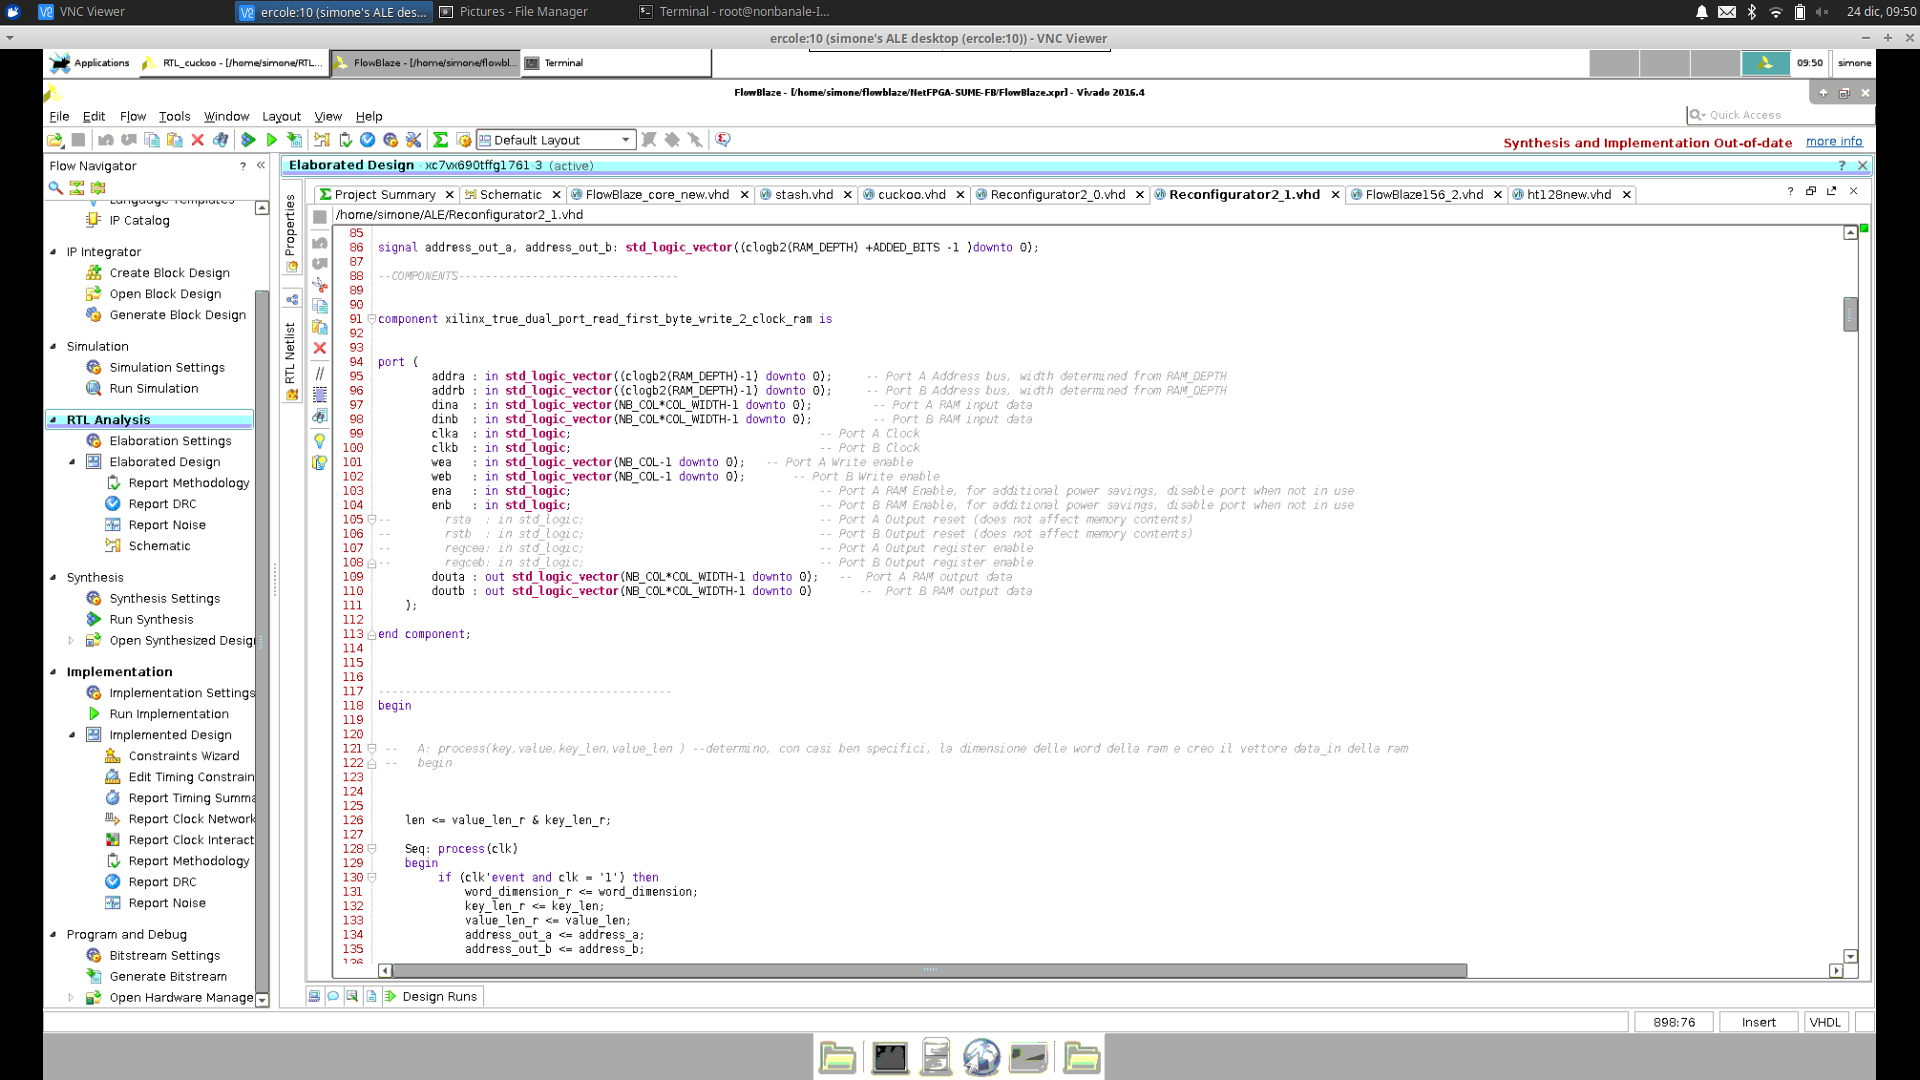 VNC Viewer
ercole:10 (simone's ALE des...
Pictures - File Manager
Terminal - root@nonbanale-I...
24 dic, 09:50
ercole:10 (simone's ALE desktop (ercole:10)) - VNC Viewer
Applications
RTL_cuckoo - [/home/simone/RTL...
FlowBlaze - [/home/simone/flowbl...
Terminal
09:50
simone
FlowBlaze - [/home/simone/flowblaze/NetFPGA-SUME-FB/FlowBlaze.xpr] - Vivado 2016.4
File Edit Flow Tools Window Layout View Help
Quick Access
Default Layout
Synthesis and Implementation Out-of-date more info
Flow Navigator ? «
Language Templates
IP Catalog
IP Integrator
Create Block Design
Open Block Design
Generate Block Design
Simulation
Simulation Settings
Run Simulation
RTL Analysis
Elaboration Settings
Elaborated Design
Report Methodology
Report DRC
Report Noise
Schematic
Synthesis
Synthesis Settings
Run Synthesis
Open Synthesized Desig
Implementation
Implementation Settings
Run Implementation
Implemented Design
Constraints Wizard
Edit Timing Constrain
Report Timing Summa
Report Clock Network
Report Clock Interact
Report Methodology
Report DRC
Report Noise
Program and Debug
Bitstream Settings
Generate Bitstream
Open Hardware Manage
Elaborated Design - xc7vx690tffg1761-3 (active)
Properties
RTL Netlist
Project Summary
Schematic
FlowBlaze_core_new.vhd
stash.vhd
cuckoo.vhd
Reconfigurator2_0.vhd
Reconfigurator2_1.vhd
FlowBlaze156_2.vhd
ht128new.vhd
/home/simone/ALE/Reconfigurator2_1.vhd
85
86 signal address_out_a, address_out_b: std_logic_vector((clogb2(RAM_DEPTH) +ADDED_BITS -1 )downto 0);
87
88 --COMPONENTS---------------------------------
89
90
91 component xilinx_true_dual_port_read_first_byte_write_2_clock_ram is
92
93
94 port (
95 addra : in std_logic_vector((clogb2(RAM_DEPTH)-1) downto 0); -- Port A Address bus, width determined from RAM_DEPTH
96 addrb : in std_logic_vector((clogb2(RAM_DEPTH)-1) downto 0); -- Port B Address bus, width determined from RAM_DEPTH
97 dina : in std_logic_vector(NB_COL*COL_WIDTH-1 downto 0); -- Port A RAM input data
98 dinb : in std_logic_vector(NB_COL*COL_WIDTH-1 downto 0); -- Port B RAM input data
99 clka : in std_logic; -- Port A Clock
100 clkb : in std_logic; -- Port B Clock
101 wea : in std_logic_vector(NB_COL-1 downto 0); -- Port A Write enable
102 web : in std_logic_vector(NB_COL-1 downto 0); -- Port B Write enable
103 ena : in std_logic; -- Port A RAM Enable, for additional power savings, disable port when not in use
104 enb : in std_logic; -- Port B RAM Enable, for additional power savings, disable port when not in use
105 -- rsta : in std_logic; -- Port A Output reset (does not affect memory contents)
106 -- rstb : in std_logic; -- Port B Output reset (does not affect memory contents)
107 -- regcea: in std_logic; -- Port A Output register enable
108 -- regceb: in std_logic; -- Port B Output register enable
109 douta : out std_logic_vector(NB_COL*COL_WIDTH-1 downto 0); -- Port A RAM output data
110 doutb : out std_logic_vector(NB_COL*COL_WIDTH-1 downto 0) -- Port B RAM output data
111 );
112
113 end component;
114
115
116
117 --------------------------------------------
118 begin
119
120
121 -- A: process(key,value,key_len,value_len ) --determino, con casi ben specifici, la dimensione delle word della ram e creo il vettore data_in della ram
122 -- begin
123
124
125
126 len <= value_len_r & key_len_r;
127
128 Seq: process(clk)
129 begin
130 if (clk'event and clk = '1') then
131 word_dimension_r <= word_dimension;
132 key_len_r <= key_len;
133 value_len_r <= value_len;
134 address_out_a <= address_a;
135 address_out_b <= address_b;
136
Design Runs
898:76
Insert
VHDL